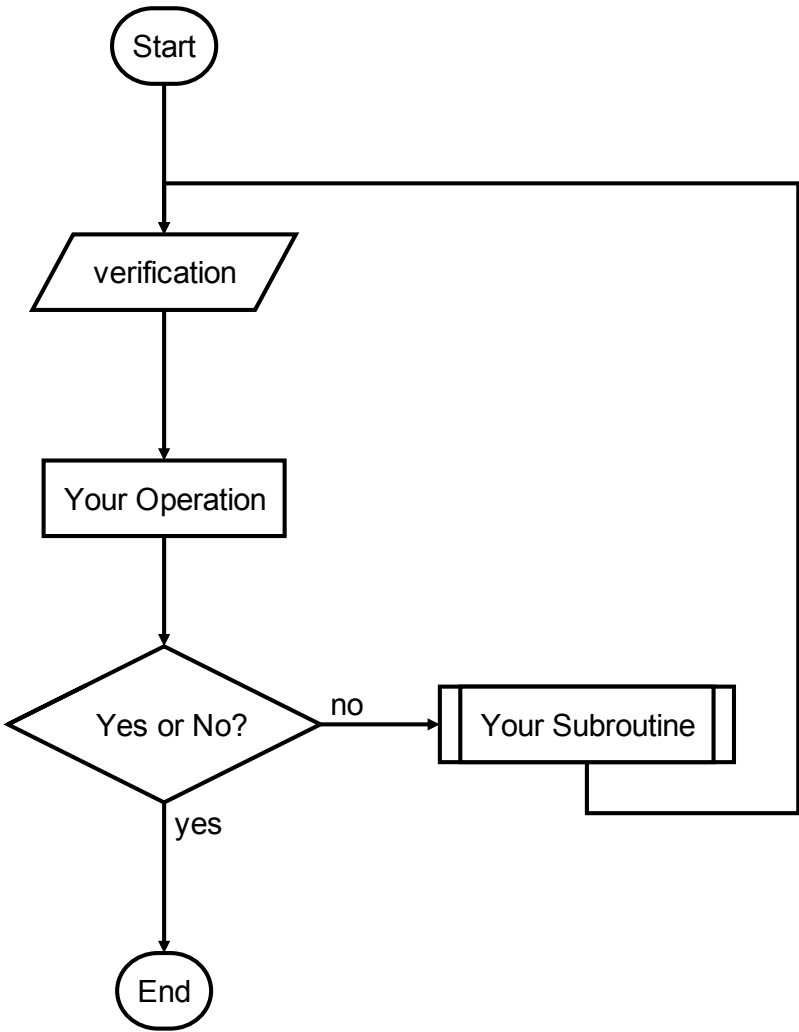 Start
verification
Your Operation
Yes or No?
no
Your Subroutine
yes
End